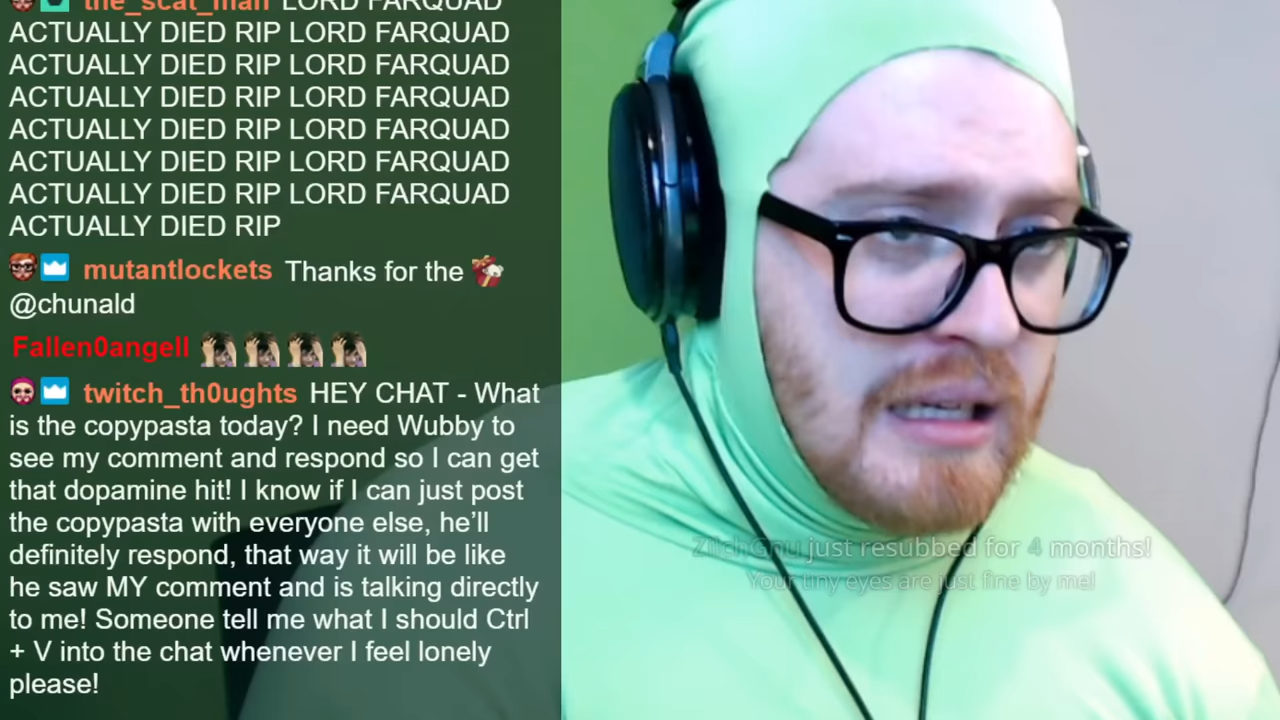 the_scat_man LORD FARQUAD
ACTUALLY DIED RIP LORD FARQUAD
ACTUALLY DIED RIP LORD FARQUAD
ACTUALLY DIED RIP LORD FARQUAD
ACTUALLY DIED RIP LORD FARQUAD
ACTUALLY DIED RIP LORD FARQUAD
ACTUALLY DIED RIP LORD FARQUAD
ACTUALLY DIED RIP
mutantlockets Thanks for the
@chunald
Fallen0angell
twitch_th0ughts HEY CHAT - What
is the copypasta today? I need Wubby to
see my comment and respond so I can get
that dopamine hit! I know if I can just post
the copypasta with everyone else, he’ll
definitely respond, that way it will be like
he saw MY comment and is talking directly
to me! Someone tell me what I should Ctrl
+ V into the chat whenever I feel lonely
please!
ZitchGnu just resubbed for 4 months!
Your tiny eyes are just fine by me!